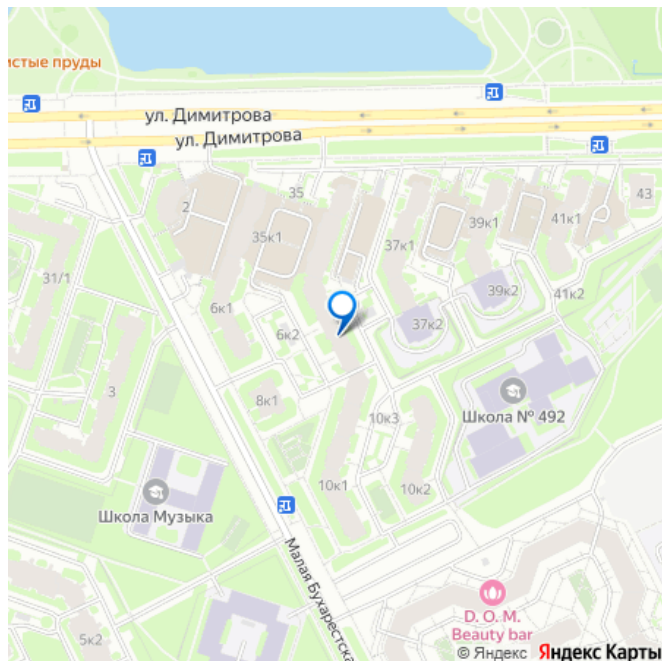 истые пруды
ул. Димитрова
ул. Димитрова
35
43
2
39к1
41к1
35к1
37к1
31/1
6к1
39к2
41к2
6к2
37к2
3
8к1
10к3
Школа № 492
10к1
10к2
Школа Музыка
Малая Бухарестска
D. O. M.
Beauty bar
5к2
© Яндекс Яндекс Карты